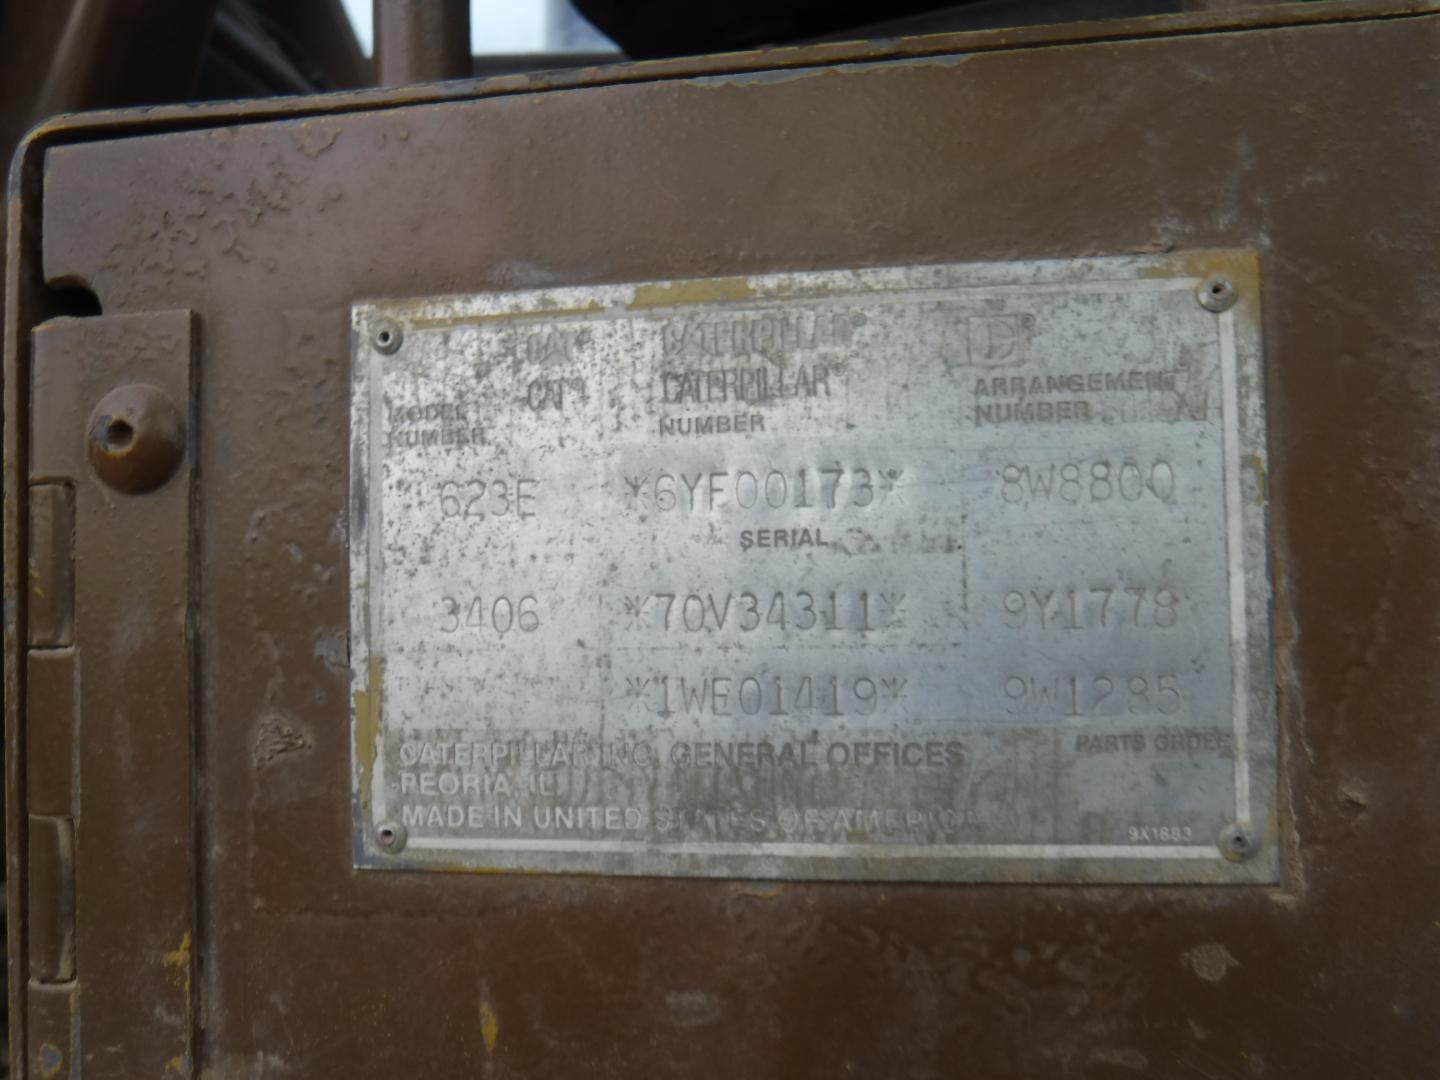 CAT® CATERPILLAR® C®
CAT® CATERPILLAR®
MODEL NUMBER NUMBER ARRANGEMENT NUMBER
623E *6YF00173* 8W8800
SERIAL
3406 *70V34311* 9Y1778
*1WE01419* 9W1285
CATERPILLAR INC. GENERAL OFFICES PARTS ORDER
PEORIA, IL
MADE IN UNITED STATES OF AMERICA 9X1883